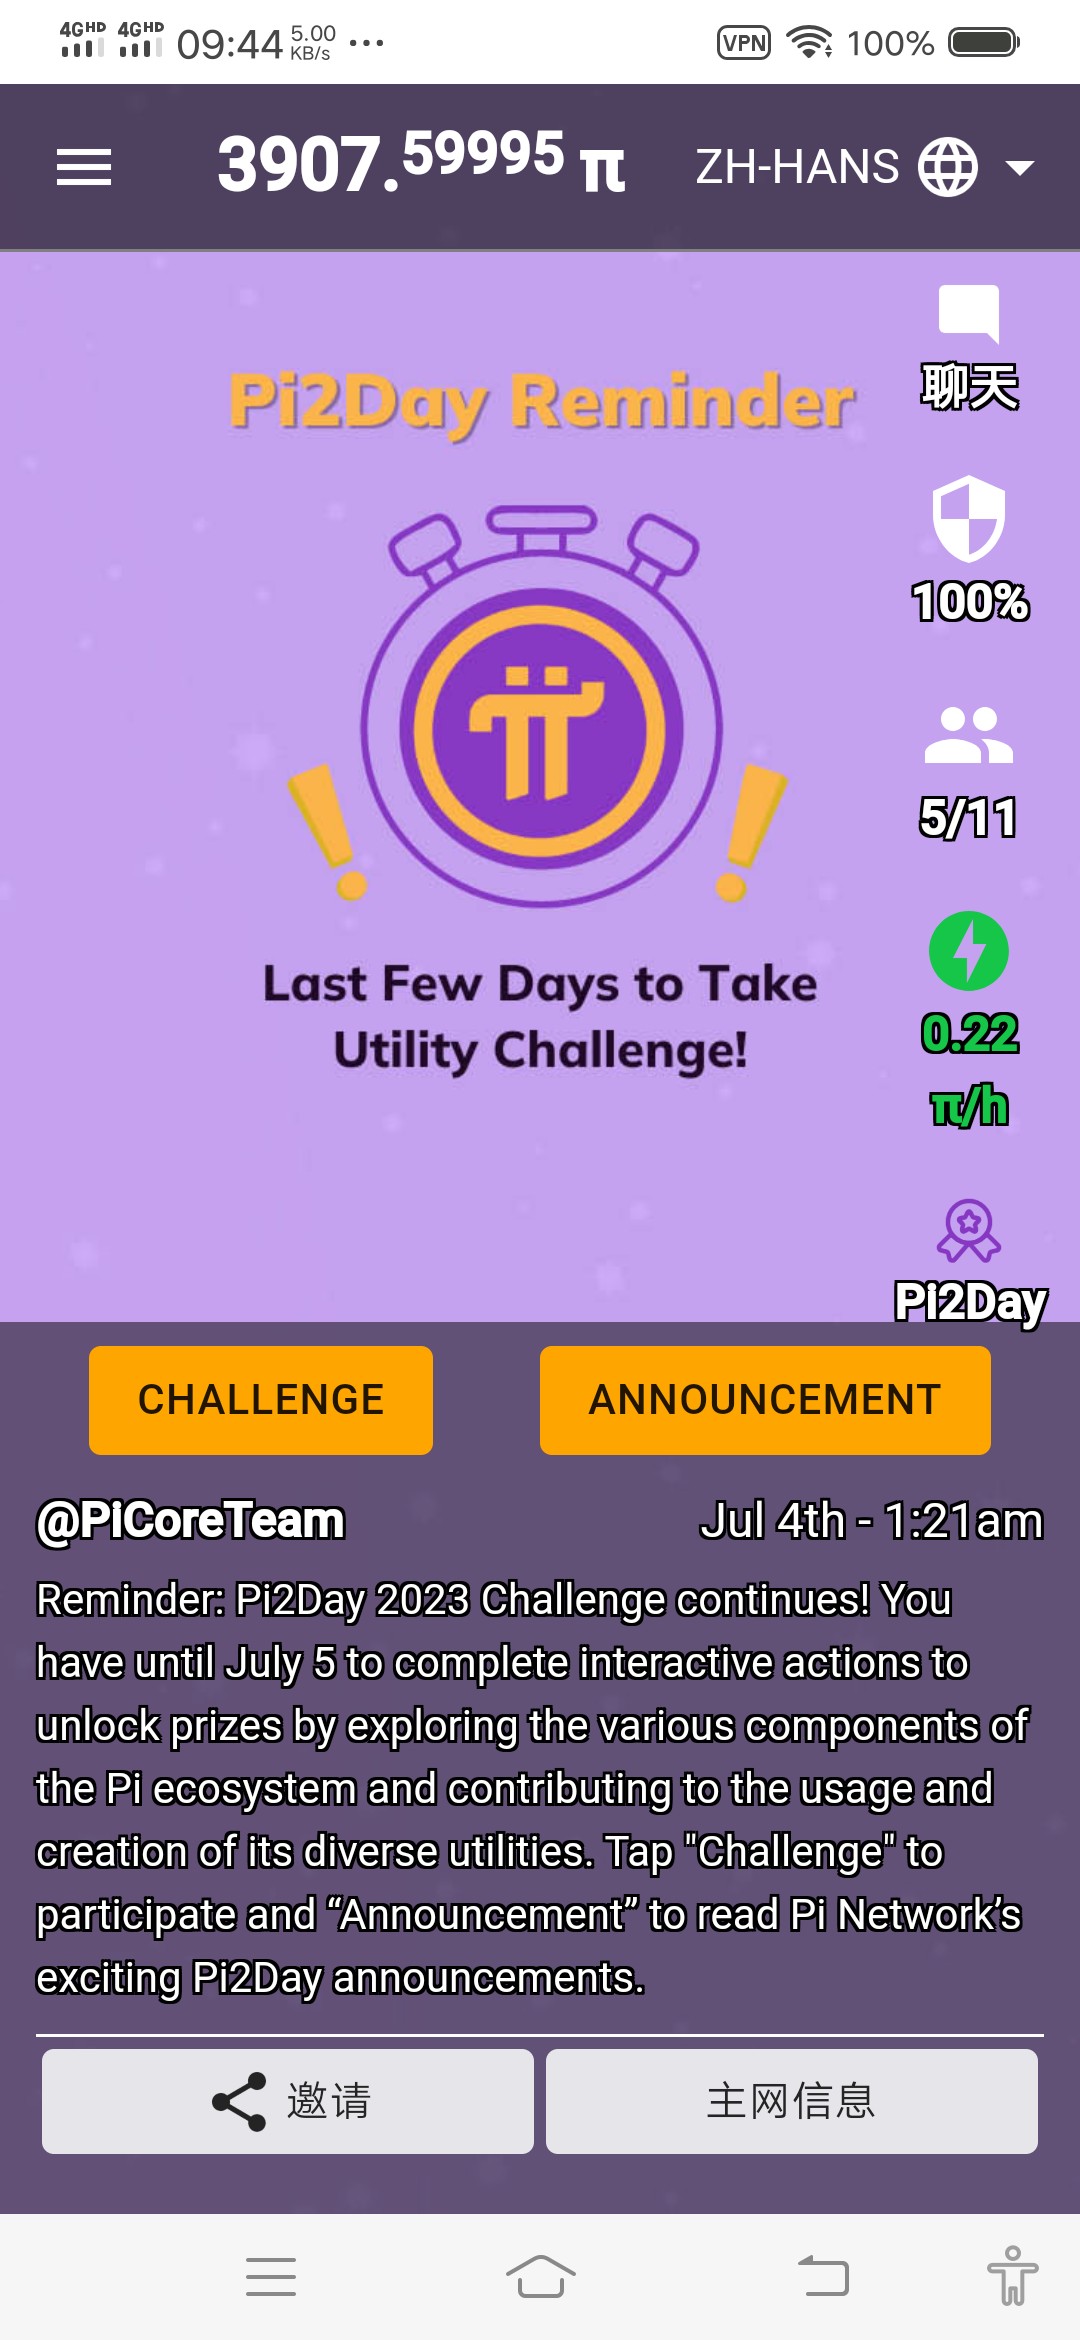 4GHD 4GHD 09:44 5.00 KB/s ... VPN 100%
3907.59995 π ZH-HANS
聊天
Pi2Day Reminder
100%
5/11
Last Few Days to Take
Utility Challenge!
0.22
π/h
Pi2Day
CHALLENGE ANNOUNCEMENT
@PiCoreTeam Jul 4th - 1:21am
Reminder: Pi2Day 2023 Challenge continues! You
have until July 5 to complete interactive actions to
unlock prizes by exploring the various components of
the Pi ecosystem and contributing to the usage and
creation of its diverse utilities. Tap "Challenge" to
participate and “Announcement” to read Pi Network’s
exciting Pi2Day announcements.
邀请 主网信息